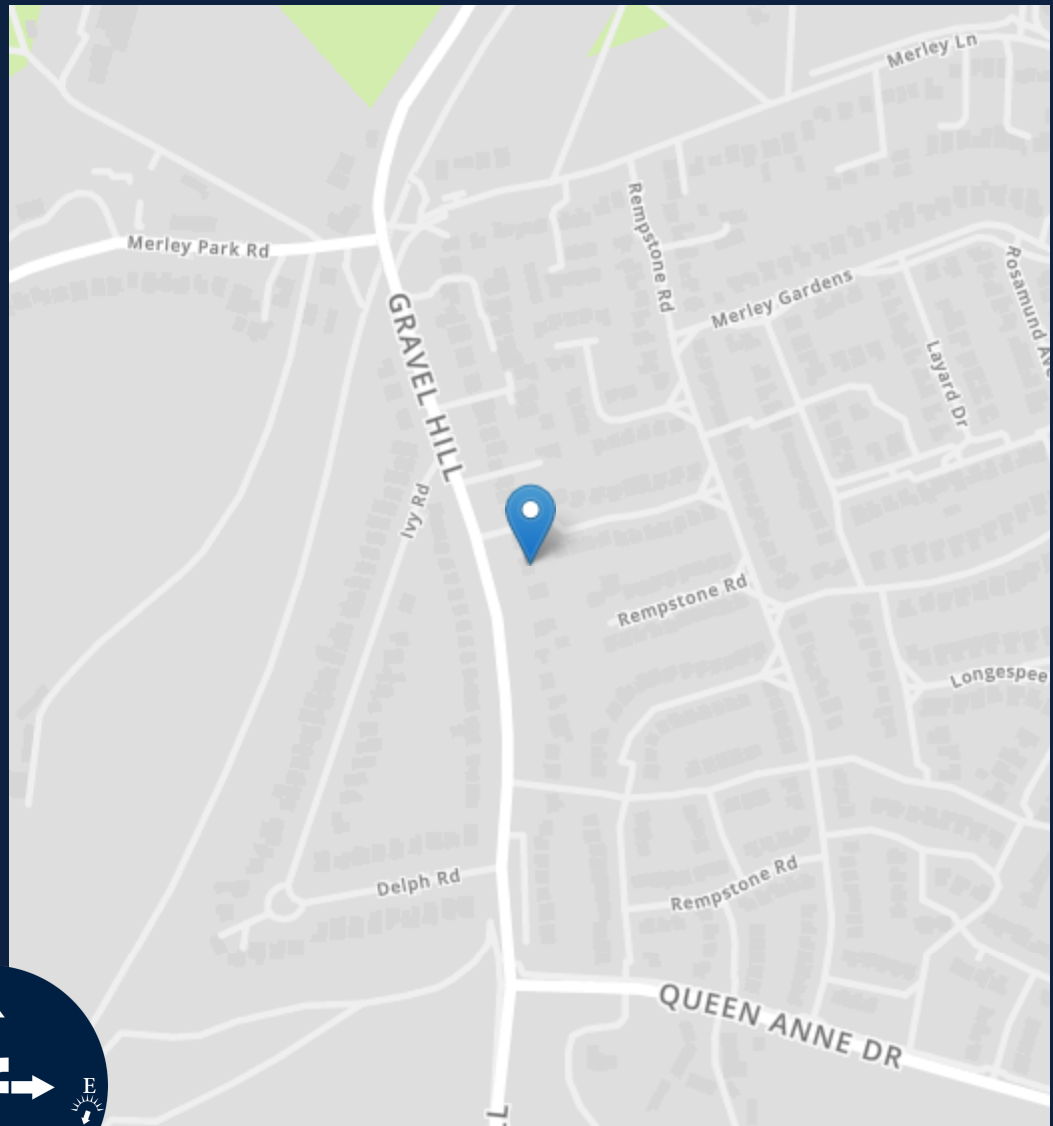 Merley Ln
Rempstone Rd
Merley Park Rd
Rosamund Ave
Merley Gardens
GRAVEL HILL
Layard Dr
Ivy Rd
Rempstone Rd
Longespee
Rempstone Rd
Delph Rd
QUEEN ANNE DR
E